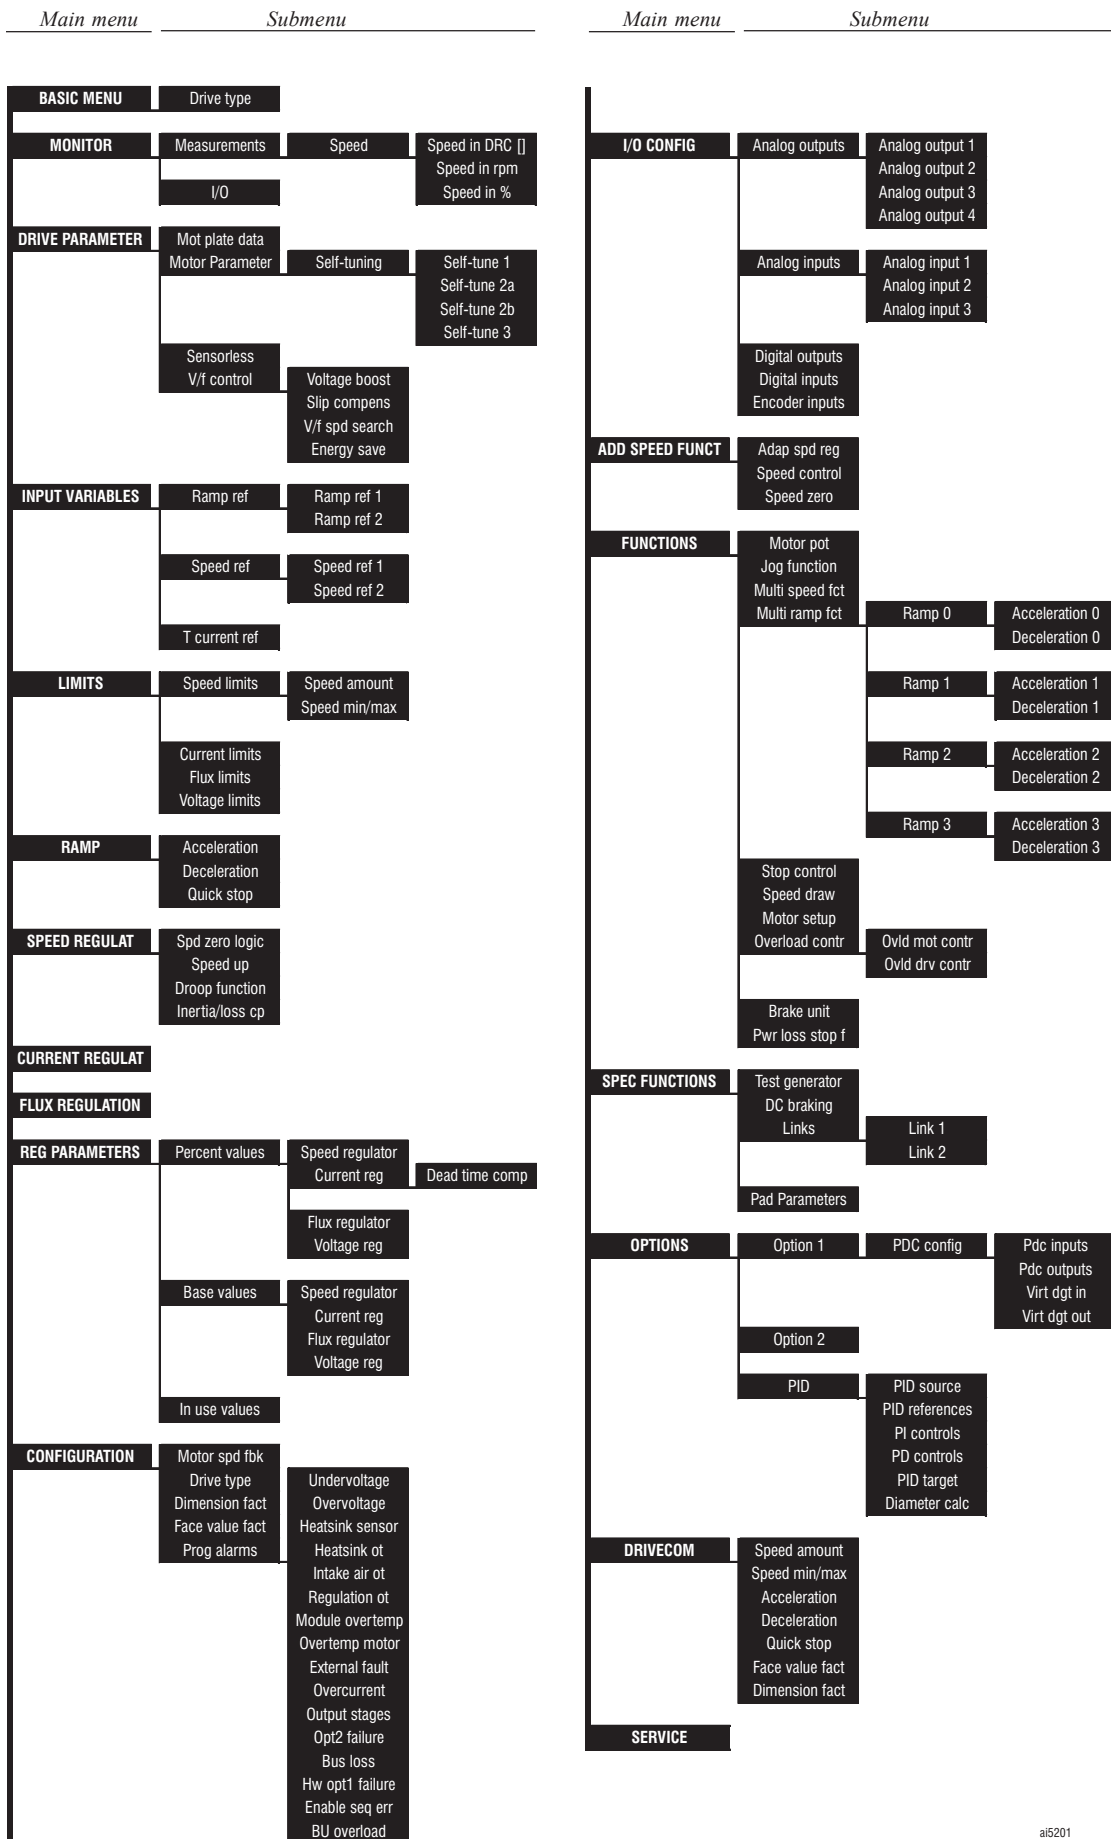 Main menu Submenu
BASIC MENU Drive type
MONITOR Measurements Speed Speed in DRC []
Speed in rpm
I/O Speed in %
DRIVE PARAMETER Mot plate data
Motor Parameter Self-tuning Self-tune 1
Self-tune 2a
Self-tune 2b
Self-tune 3
Sensorless
V/f control Voltage boost
Slip compens
V/f spd search
Energy save
INPUT VARIABLES Ramp ref Ramp ref 1
Ramp ref 2
Speed ref Speed ref 1
Speed ref 2
T current ref
LIMITS Speed limits Speed amount
Speed min/max
Current limits
Flux limits
Voltage limits
RAMP Acceleration
Deceleration
Quick stop
SPEED REGULAT Spd zero logic
Speed up
Droop function
Inertia/loss cp
CURRENT REGULAT
FLUX REGULATION
REG PARAMETERS Percent values Speed regulator
Current reg Dead time comp
Flux regulator
Voltage reg
Base values Speed regulator
Current reg
Flux regulator
Voltage reg
In use values
CONFIGURATION Motor spd fbk
Drive type Undervoltage
Dimension fact Overvoltage
Face value fact Heatsink sensor
Prog alarms Heatsink ot
Intake air ot
Regulation ot
Module overtemp
Overtemp motor
External fault
Overcurrent
Output stages
Opt2 failure
Bus loss
Hw opt1 failure
Enable seq err
BU overload
Main menu Submenu
I/O CONFIG Analog outputs Analog output 1
Analog output 2
Analog output 3
Analog output 4
Analog inputs Analog input 1
Analog input 2
Analog input 3
Digital outputs
Digital inputs
Encoder inputs
ADD SPEED FUNCT Adap spd reg
Speed control
Speed zero
FUNCTIONS Motor pot
Jog function
Multi speed fct
Multi ramp fct Ramp 0 Acceleration 0
Deceleration 0
Ramp 1 Acceleration 1
Deceleration 1
Ramp 2 Acceleration 2
Deceleration 2
Ramp 3 Acceleration 3
Deceleration 3
Stop control
Speed draw
Motor setup
Overload contr Ovld mot contr
Ovld drv contr
Brake unit
Pwr loss stop f
SPEC FUNCTIONS Test generator
DC braking
Links Link 1
Link 2
Pad Parameters
OPTIONS Option 1 PDC config Pdc inputs
Pdc outputs
Virt dgt in
Virt dgt out
Option 2
PID PID source
PID references
PI controls
PD controls
PID target
Diameter calc
DRIVECOM Speed amount
Speed min/max
Acceleration
Deceleration
Quick stop
Face value fact
Dimension fact
SERVICE
ai5201